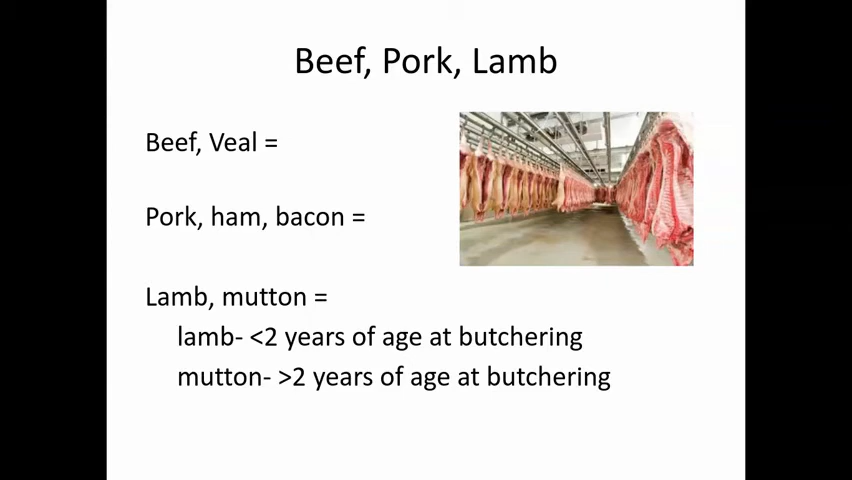 Beef, Pork, Lamb
Beef, Veal =
Pork, ham, bacon =
Lamb, mutton =
lamb- <2 years of age at butchering
mutton- >2 years of age at butchering